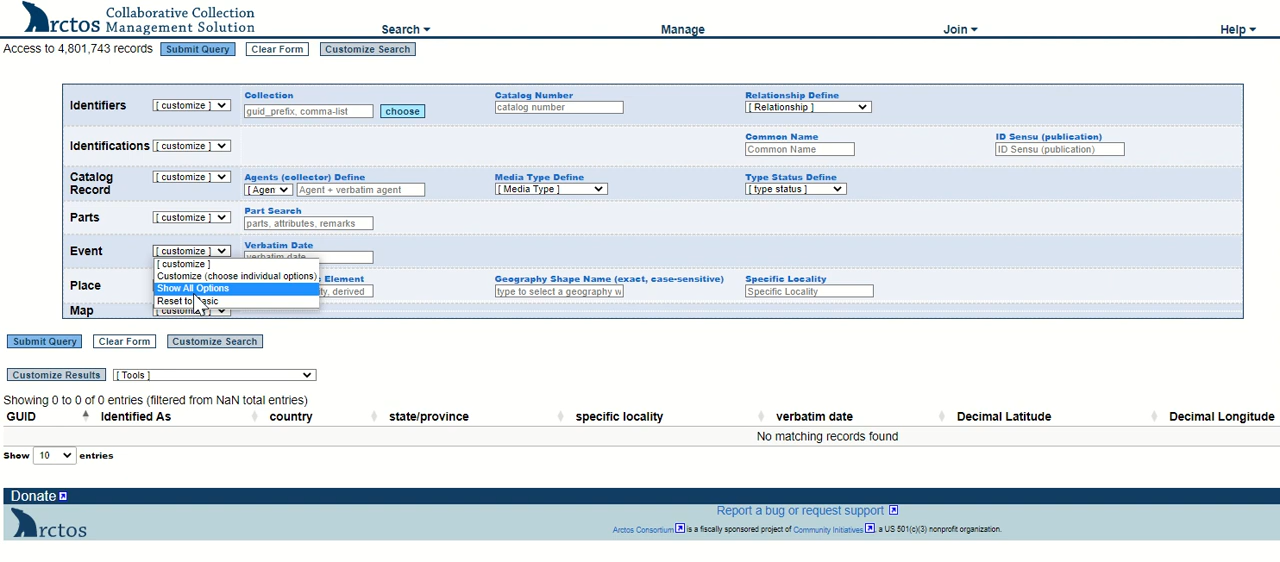 Arctos Collaborative Collection
Management Solution
Search Manage Join Help
Access to 4,801,743 records Submit Query Clear Form Customize Search
Identifiers [ customize ] Collection Catalog Number Relationship Define
guid_prefix, comma-list choose catalog number [ Relationship ]
Identifications [ customize ] Common Name ID Sensu (publication)
Common Name ID Sensu (publication)
Catalog Record [ customize ] Agents (collector) Define Media Type Define Type Status Define
[ Agen Agent + verbatim agent [ Media Type ] [ type status ]
Parts [ customize ] Part Search
parts, attributes, remarks
Event [ customize ] Verbatim Date
verbatim date
[ customize ]
Customize (choose individual options)
Show All Options
Reset to
Place Element Geography Shape Name (exact, case-sensitive) Specific Locality
derived type to select a geography w Specific Locality
Map
Submit Query Clear Form Customize Search
Customize Results [ Tools ]
Showing 0 to 0 of 0 entries (filtered from NaN total entries)
GUID Identified As country state/province specific locality verbatim date Decimal Latitude Decimal Longitude
No matching records found
Show 10 entries
Donate
Report a bug or request support
Arctos Arctos Consortium is a fiscally sponsored project of Community Initiatives, a US 501(c)(3) nonprofit organization.